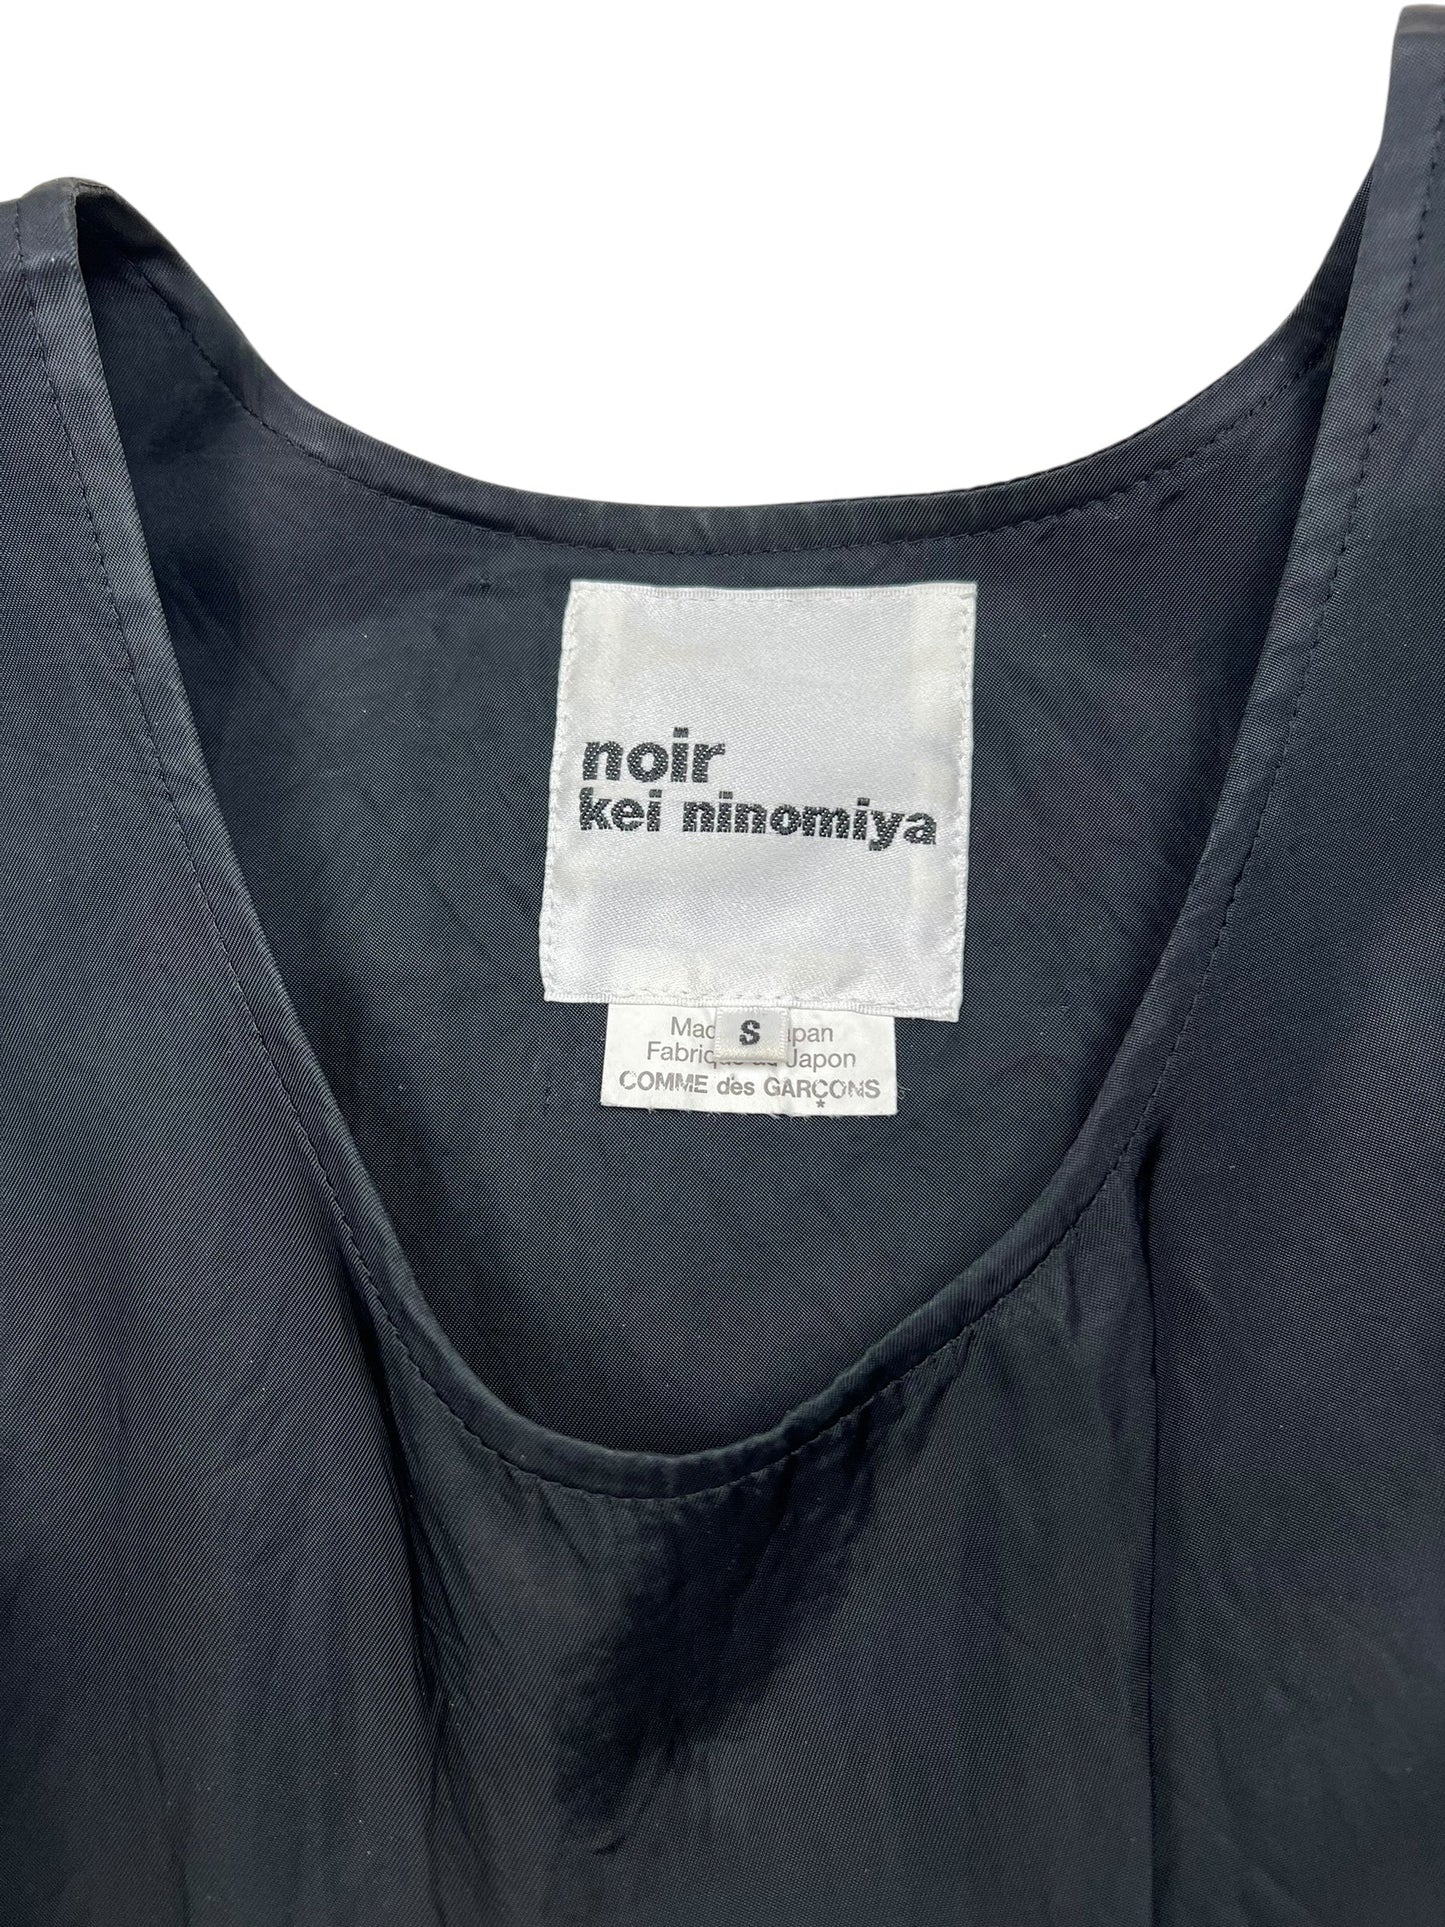 noir
kei ninomiya
S
Japon
COMME des GARÇONS